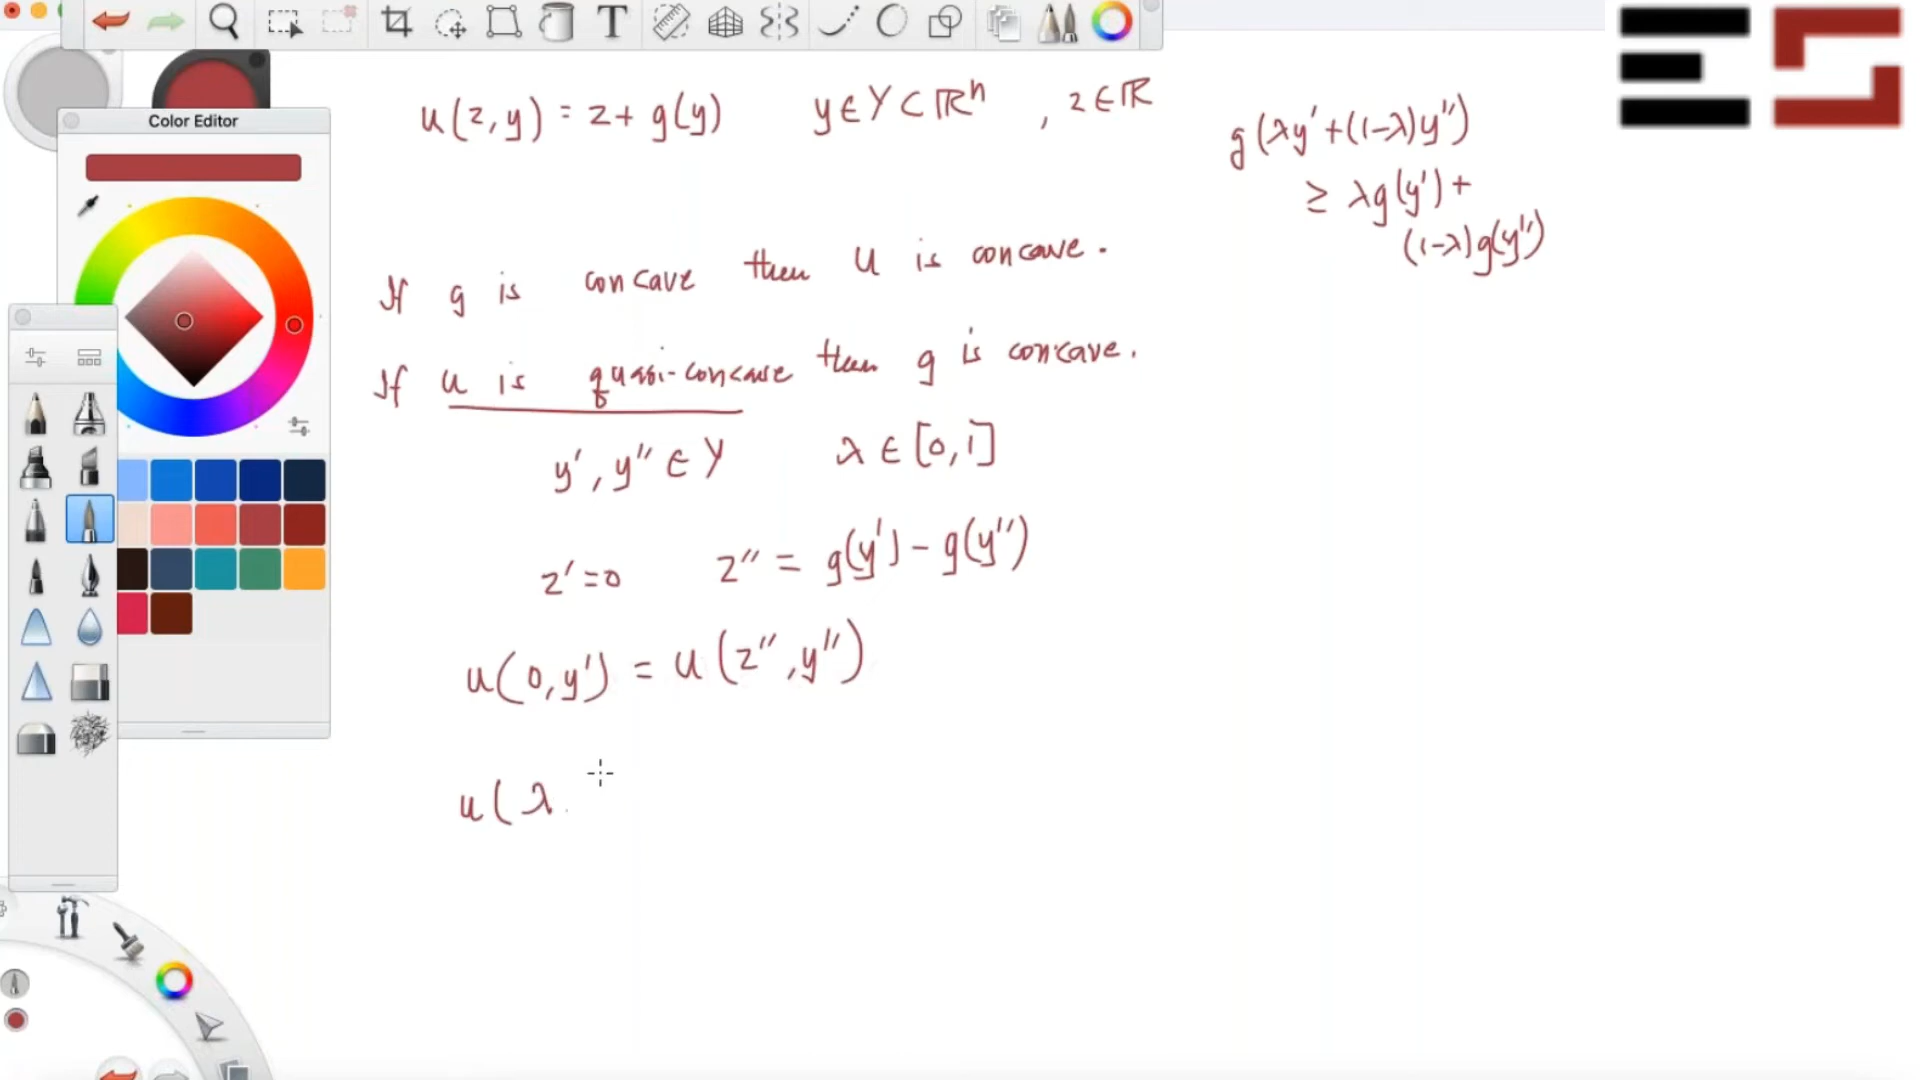 Color Editor
T
u(z,y) = z + g(y) y ∈ Y ⊂ ℝⁿ , z ∈ ℝ
g(λy' + (1-λ)y'')
≥ λg(y') +
(1-λ)g(y'')
If g is concave then u is concave.
If u is quasi-concave then g is concave.
y', y'' ∈ Y λ ∈ [0,1]
z' = 0 z'' = g(y') - g(y'')
u(0,y') = u(z'',y'')
u(λ
ES